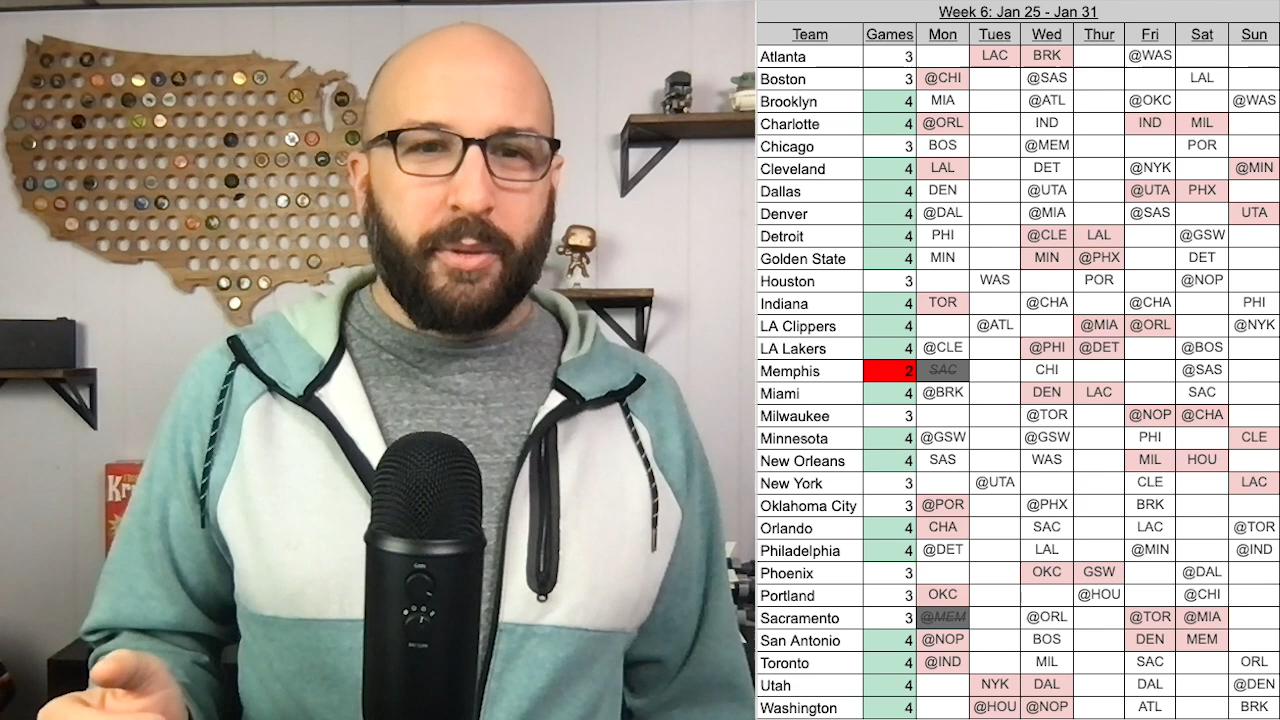 Week 6: Jan 25 - Jan 31
Team Games Mon Tues Wed Thur Fri Sat Sun
Atlanta 3 LAC BRK @WAS
Boston 3 @CHI @SAS LAL
Brooklyn 4 MIA @ATL @OKC @WAS
Charlotte 4 @ORL IND IND MIL
Chicago 3 BOS @MEM POR
Cleveland 4 LAL DET @NYK @MIN
Dallas 4 DEN @UTA @UTA PHX
Denver 4 @DAL @MIA @SAS UTA
Detroit 4 PHI @CLE LAL @GSW
Golden State 4 MIN MIN @PHX DET
Houston 3 WAS POR @NOP
Indiana 4 TOR @CHA @CHA PHI
LA Clippers 4 @ATL @MIA @ORL @NYK
LA Lakers 4 @CLE @PHI @DET @BOS
Memphis 2 SAC CHI @SAS
Miami 4 @BRK DEN LAC SAC
Milwaukee 3 @TOR @NOP @CHA
Minnesota 4 @GSW @GSW PHI CLE
New Orleans 4 SAS WAS MIL HOU
New York 3 @UTA CLE LAC
Oklahoma City 3 @POR @PHX BRK
Orlando 4 CHA SAC LAC @TOR
Philadelphia 4 @DET LAL @MIN @IND
Phoenix 3 OKC GSW @DAL
Portland 3 OKC @HOU @CHI
Sacramento 3 @MEM @ORL @TOR @MIA
San Antonio 4 @NOP BOS DEN MEM
Toronto 4 @IND MIL SAC ORL
Utah 4 NYK DAL DAL @DEN
Washington 4 @HOU @NOP ATL BRK
Kr
GAIN